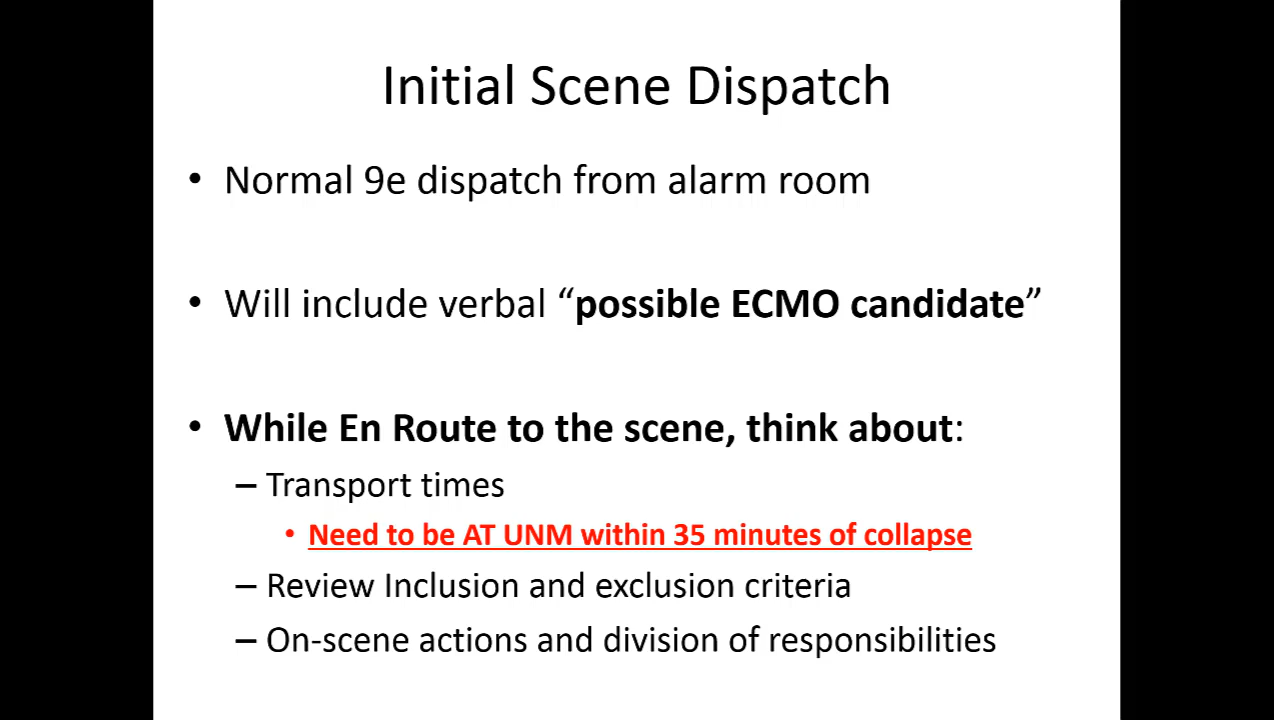 Initial Scene Dispatch
• Normal 9e dispatch from alarm room
• Will include verbal “possible ECMO candidate”
• While En Route to the scene, think about:
– Transport times
• Need to be AT UNM within 35 minutes of collapse
– Review Inclusion and exclusion criteria
– On-scene actions and division of responsibilities